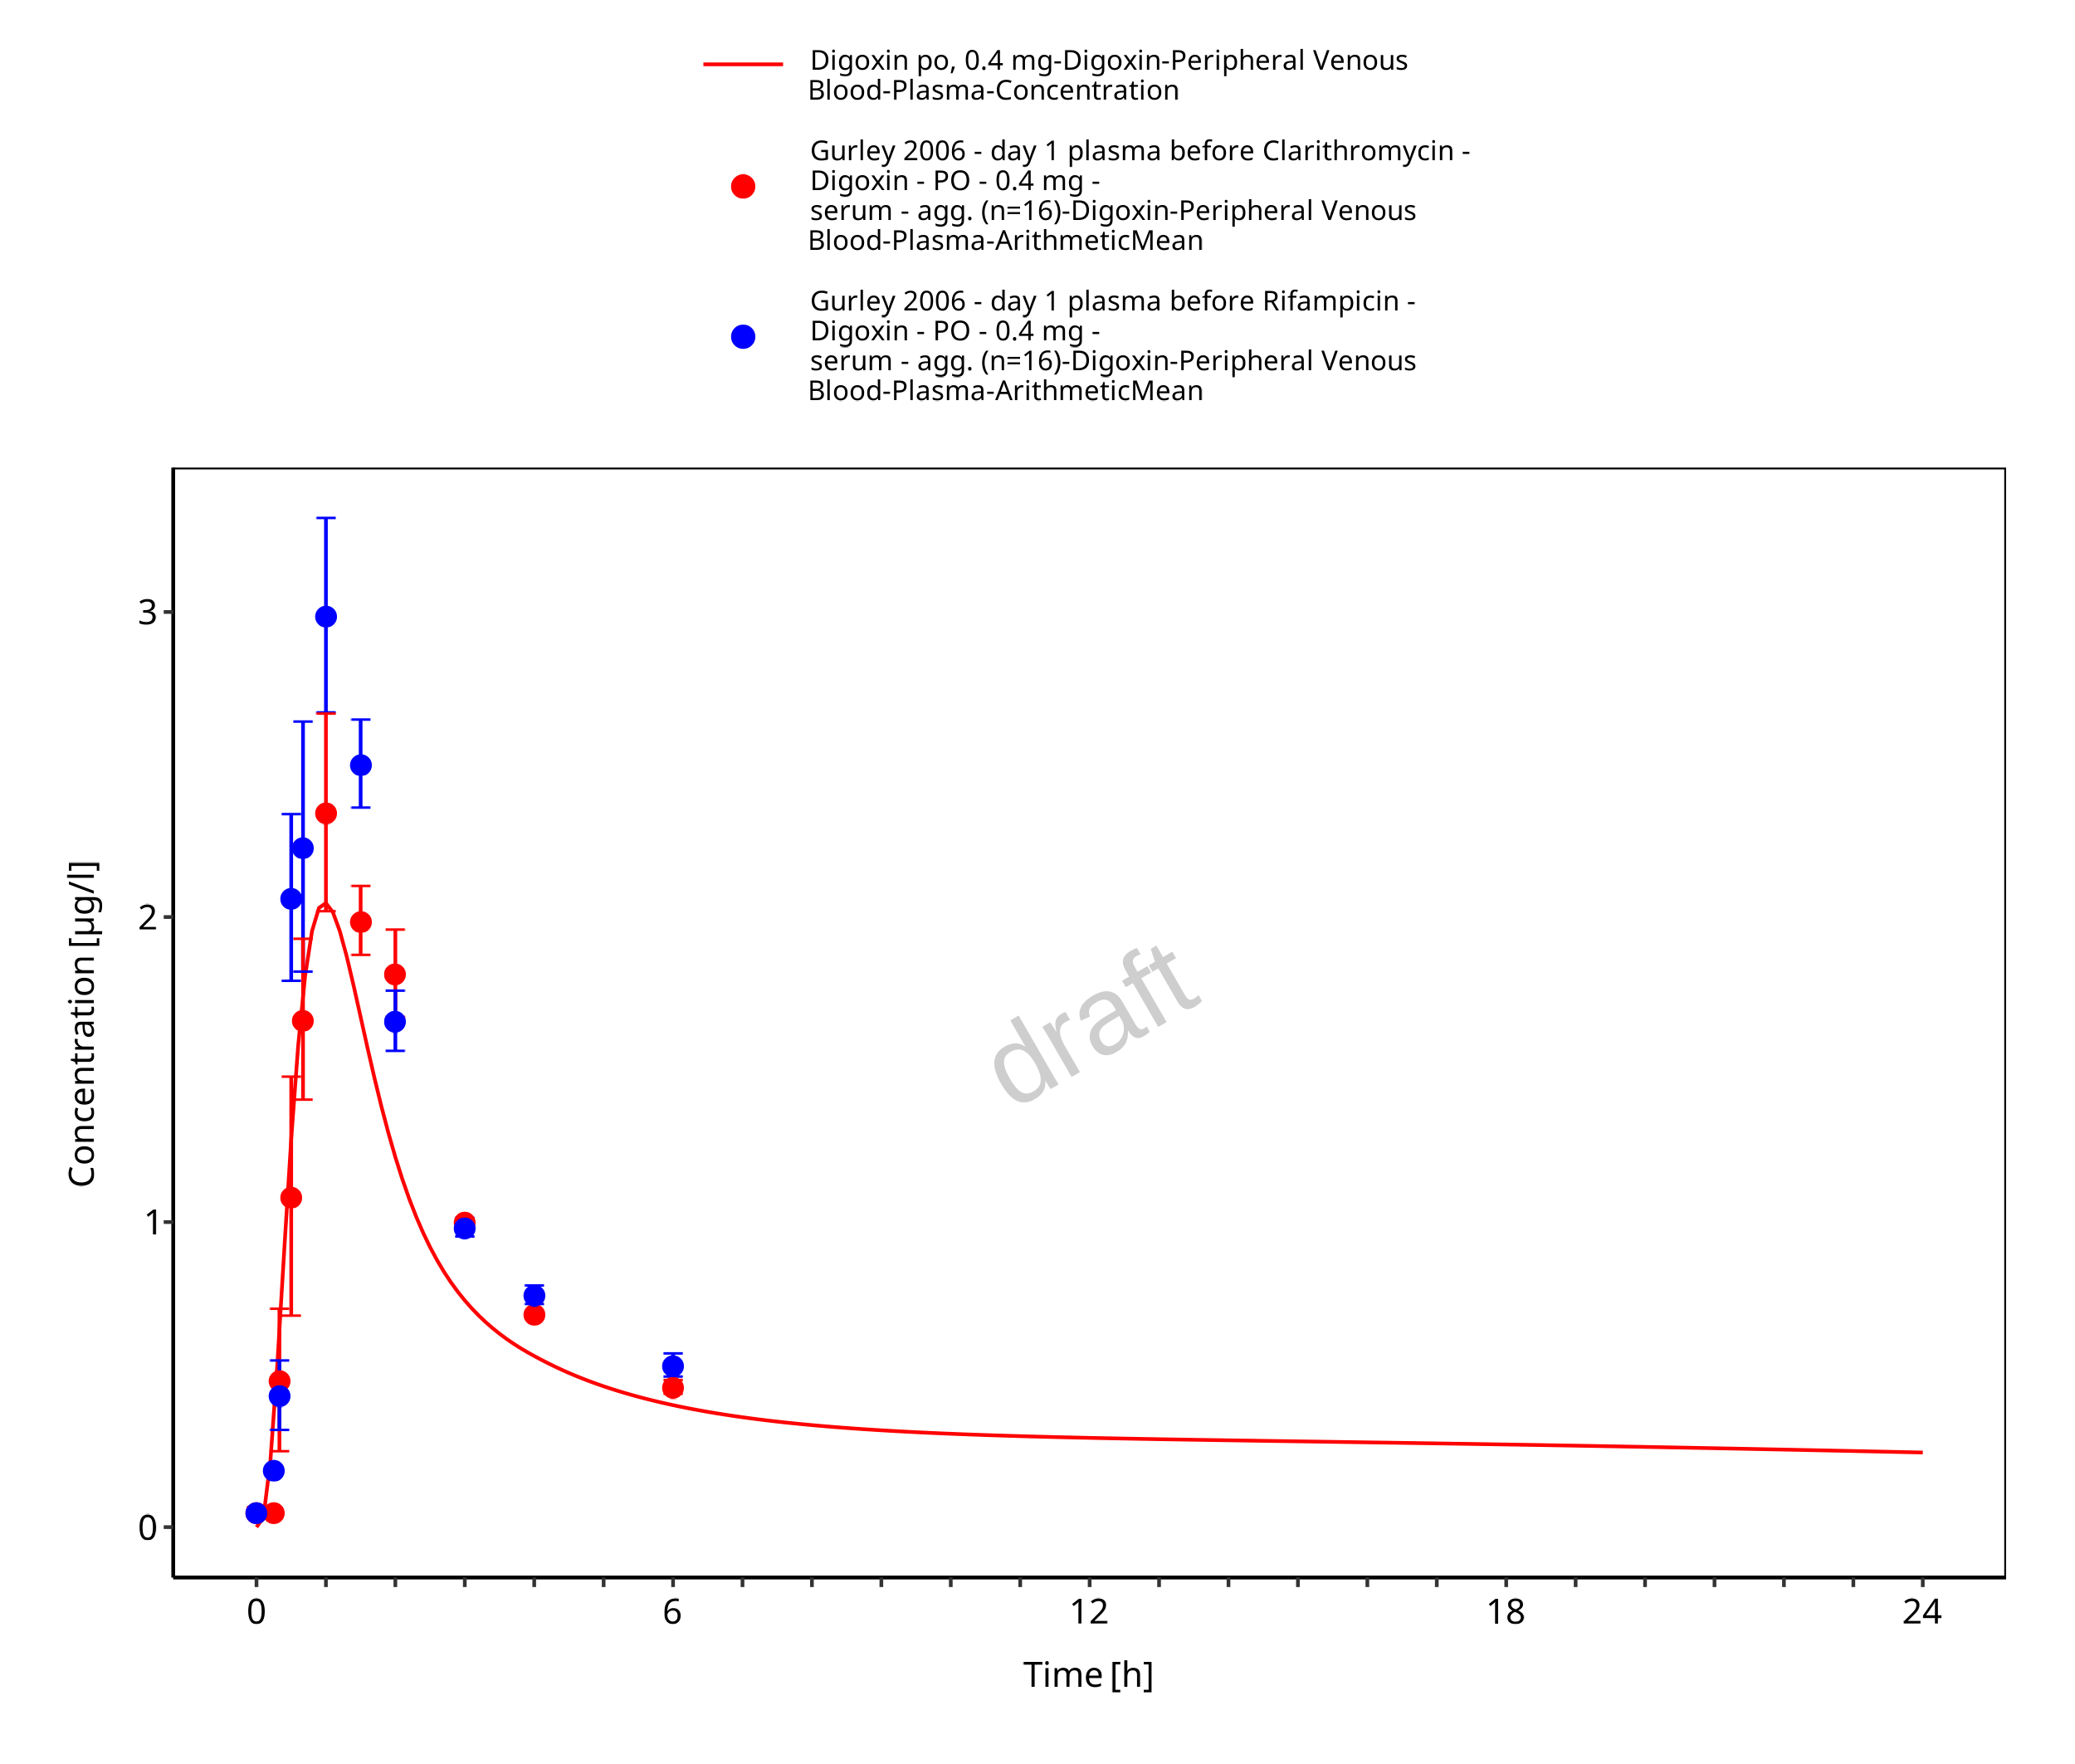 Digoxin po, 0.4 mg-Digoxin-Peripheral Venous
Blood-Plasma-Concentration
Gurley 2006 - day 1 plasma before Clarithromycin -
Digoxin - PO - 0.4 mg -
serum - agg. (n=16)-Digoxin-Peripheral Venous
Blood-Plasma-ArithmeticMean
Gurley 2006 - day 1 plasma before Rifampicin -
Digoxin - PO - 0.4 mg -
serum - agg. (n=16)-Digoxin-Peripheral Venous
Blood-Plasma-ArithmeticMean
Concentration [µg/l]
3
2
1
0
draft
0
6
12
18
24
Time [h]